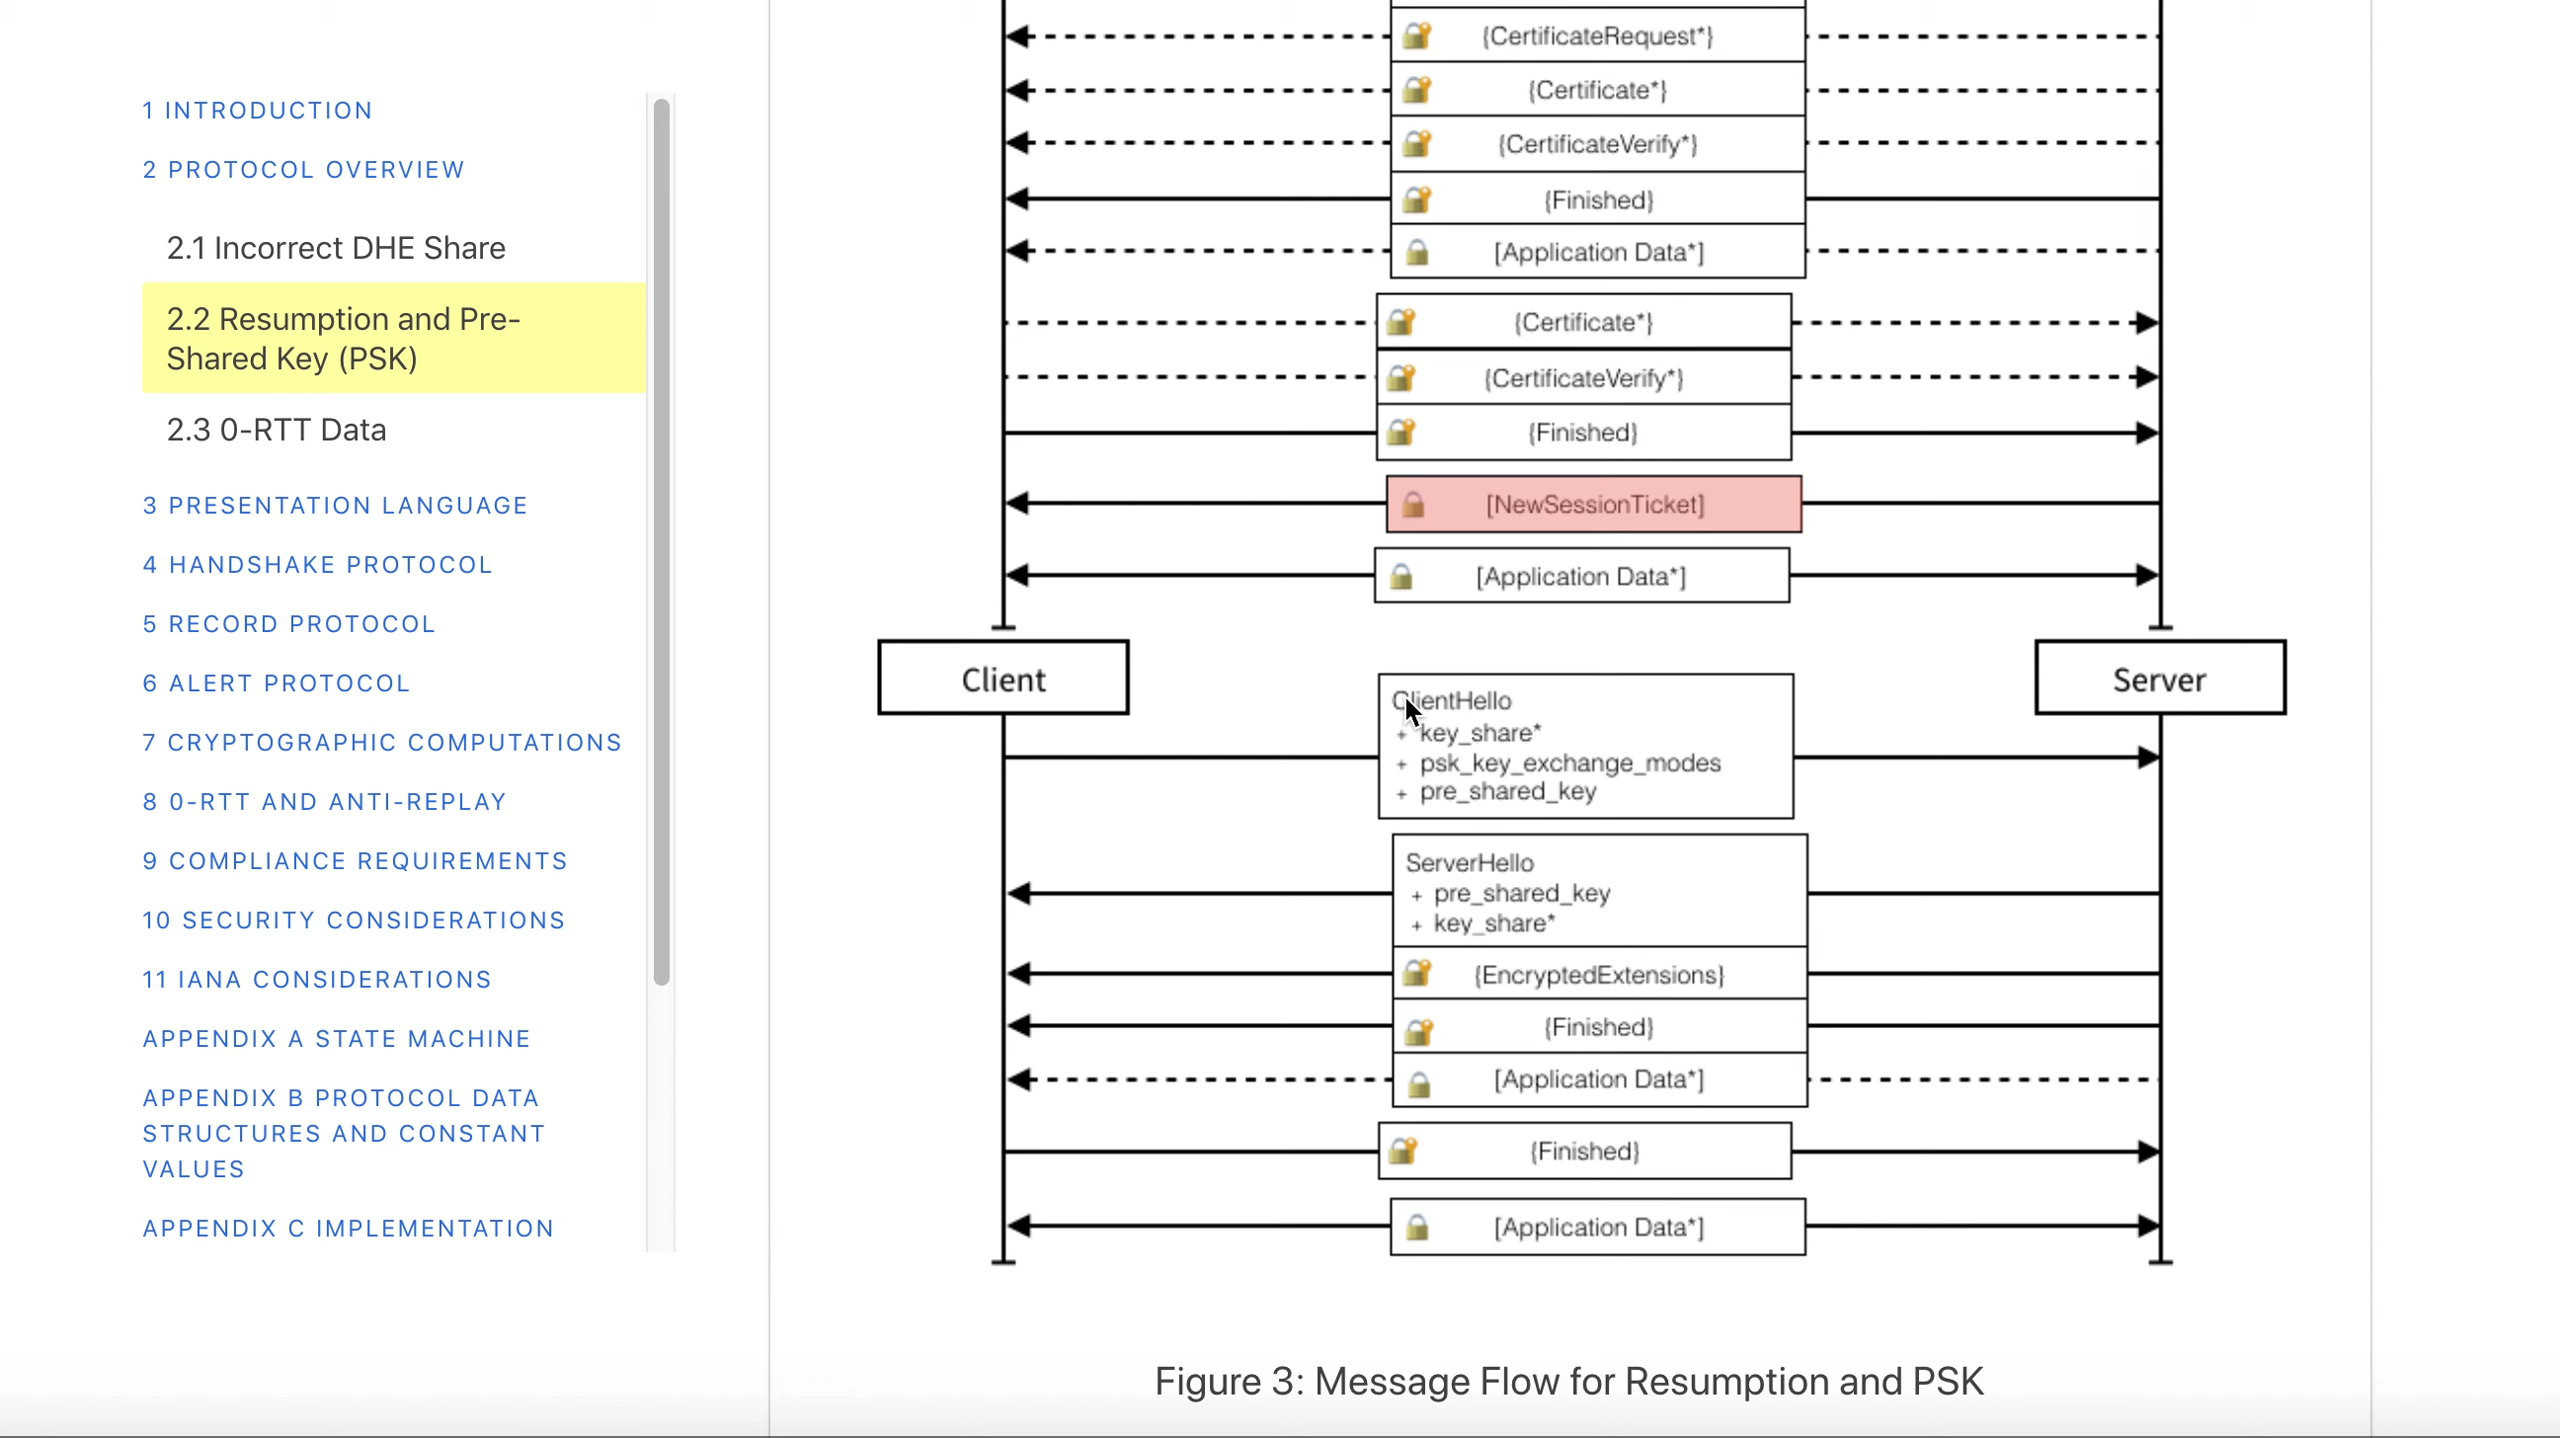 1 INTRODUCTION
2 PROTOCOL OVERVIEW
2.1 Incorrect DHE Share
2.2 Resumption and Pre-
Shared Key (PSK)
2.3 0-RTT Data
3 PRESENTATION LANGUAGE
4 HANDSHAKE PROTOCOL
5 RECORD PROTOCOL
6 ALERT PROTOCOL
7 CRYPTOGRAPHIC COMPUTATIONS
8 0-RTT AND ANTI-REPLAY
9 COMPLIANCE REQUIREMENTS
10 SECURITY CONSIDERATIONS
11 IANA CONSIDERATIONS
APPENDIX A STATE MACHINE
APPENDIX B PROTOCOL DATA
STRUCTURES AND CONSTANT
VALUES
APPENDIX C IMPLEMENTATION
{CertificateRequest*}
{Certificate*}
{CertificateVerify*}
{Finished}
[Application Data*]
{Certificate*}
{CertificateVerify*}
{Finished}
[NewSessionTicket]
[Application Data*]
Client
Server
ClientHello
+ key_share*
+ psk_key_exchange_modes
+ pre_shared_key
ServerHello
+ pre_shared_key
+ key_share*
{EncryptedExtensions}
{Finished}
[Application Data*]
{Finished}
[Application Data*]
Figure 3: Message Flow for Resumption and PSK